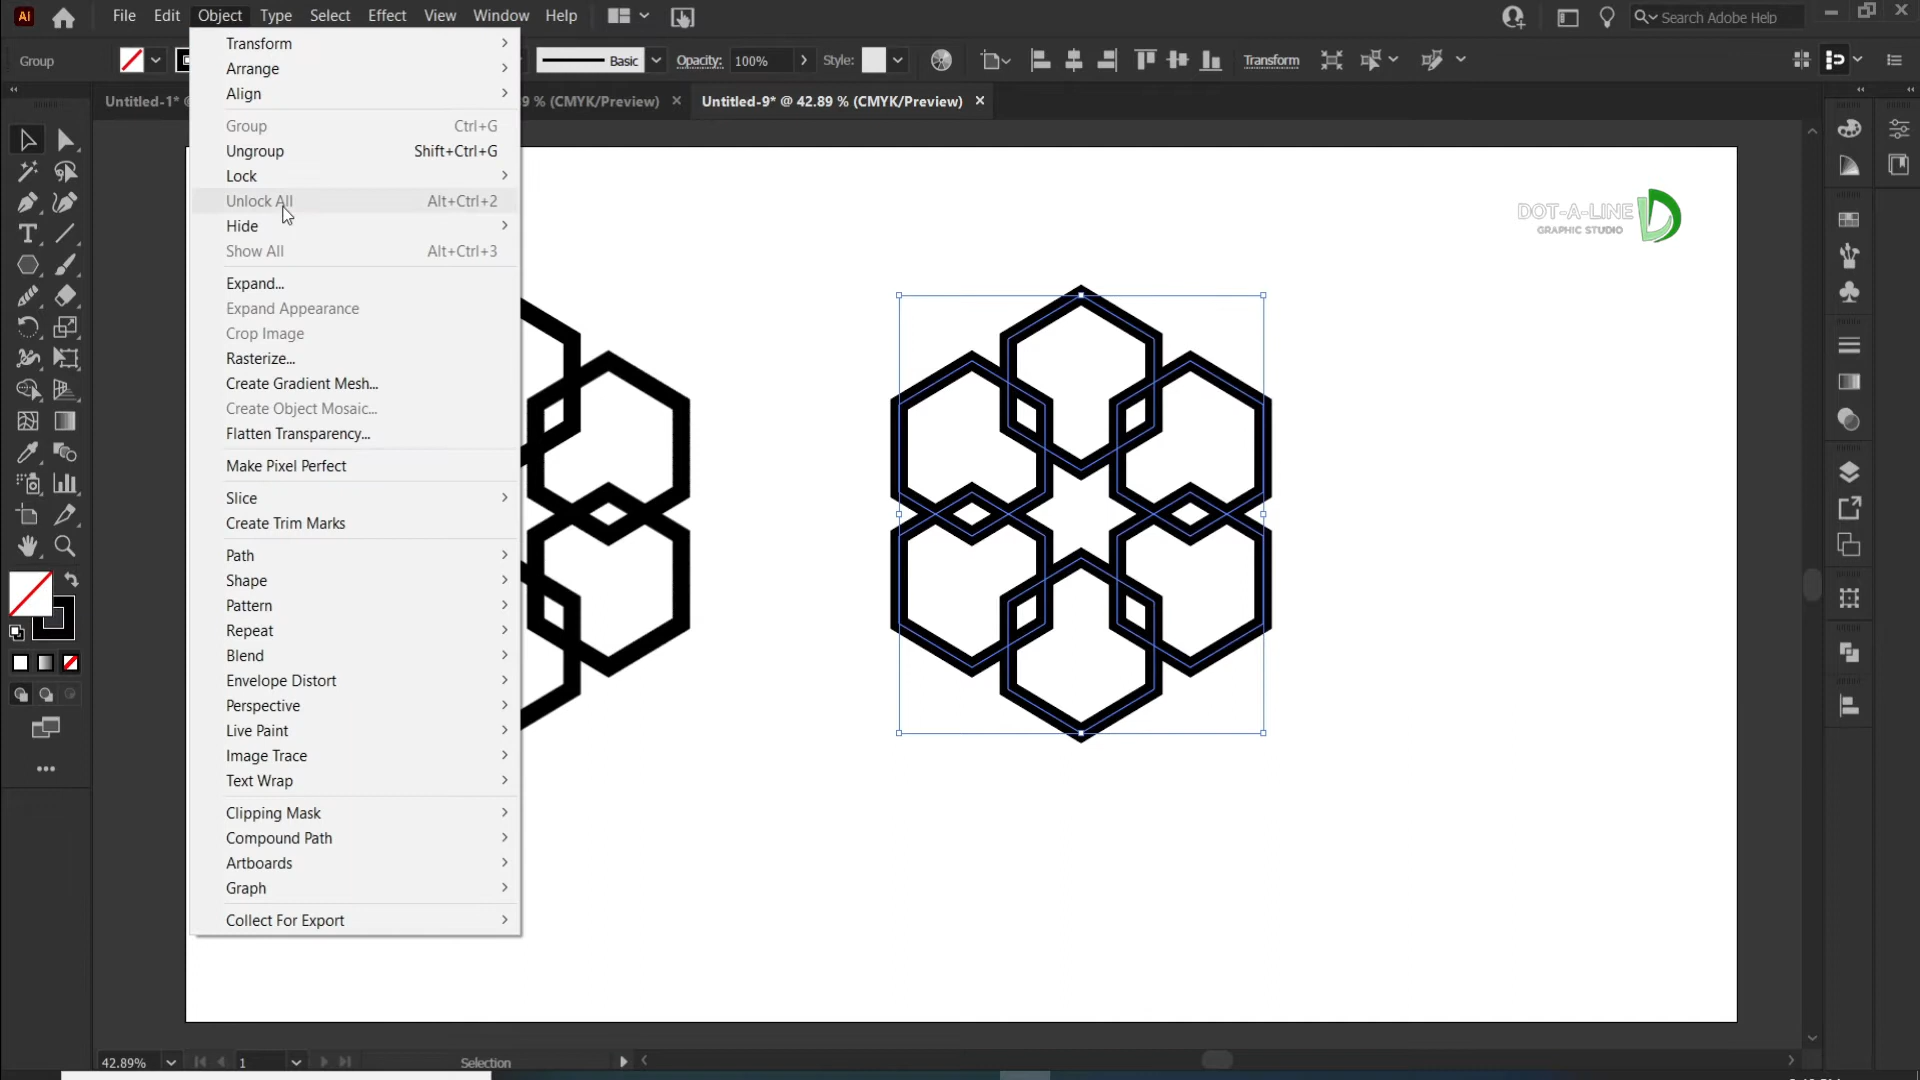 Ai File Edit Object Type Select Effect View Window Help Search Adobe Help
Group Basic Opacity: 100% Style: Transform
Untitled-1* @ 9 % (CMYK/Preview) × Untitled-9* @ 42.89 % (CMYK/Preview) ×
Transform
Arrange
Align
Group Ctrl+G
Ungroup Shift+Ctrl+G
Lock
Unlock All Alt+Ctrl+2
Hide
Show All Alt+Ctrl+3
Expand...
Expand Appearance
Crop Image
Rasterize...
Create Gradient Mesh...
Create Object Mosaic...
Flatten Transparency...
Make Pixel Perfect
Slice
Create Trim Marks
Path
Shape
Pattern
Repeat
Blend
Envelope Distort
Perspective
Live Paint
Image Trace
Text Wrap
Clipping Mask
Compound Path
Artboards
Graph
Collect For Export
DOT-A-LINE
GRAPHIC STUDIO
42.89% 1 Selection